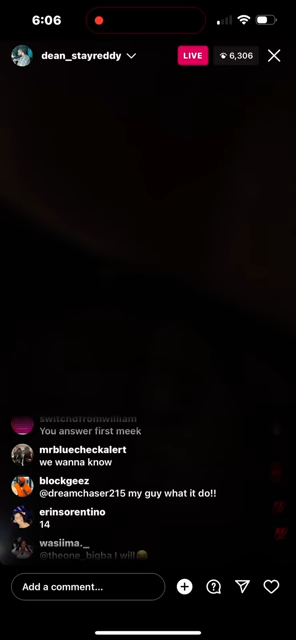 6:06
dean_stayreddy
LIVE
6,306
switchdfromwilliam
You answer first meek
mrbluecheckalert
we wanna know
blockgeez
@dreamchaser215 my guy what it do!!
erinsorentino
14
wasiima._
@theone_bigba I will
Add a comment...